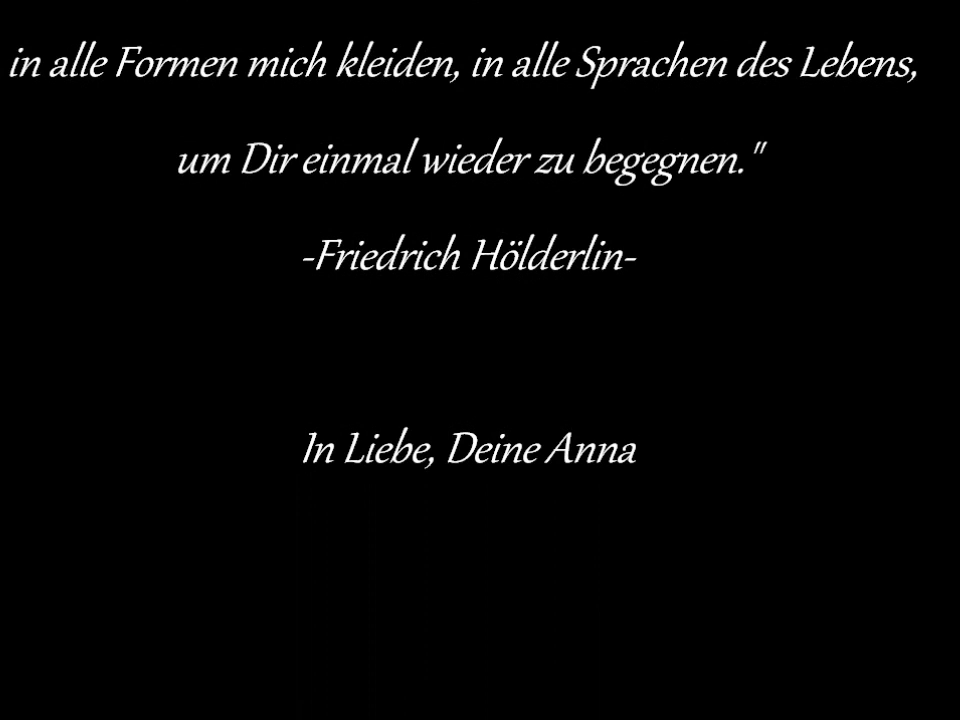 in alle Formen mich kleiden, in alle Sprachen des Lebens,
um Dir einmal wieder zu begegnen."
-Friedrich Hölderlin-
In Liebe, Deine Anna